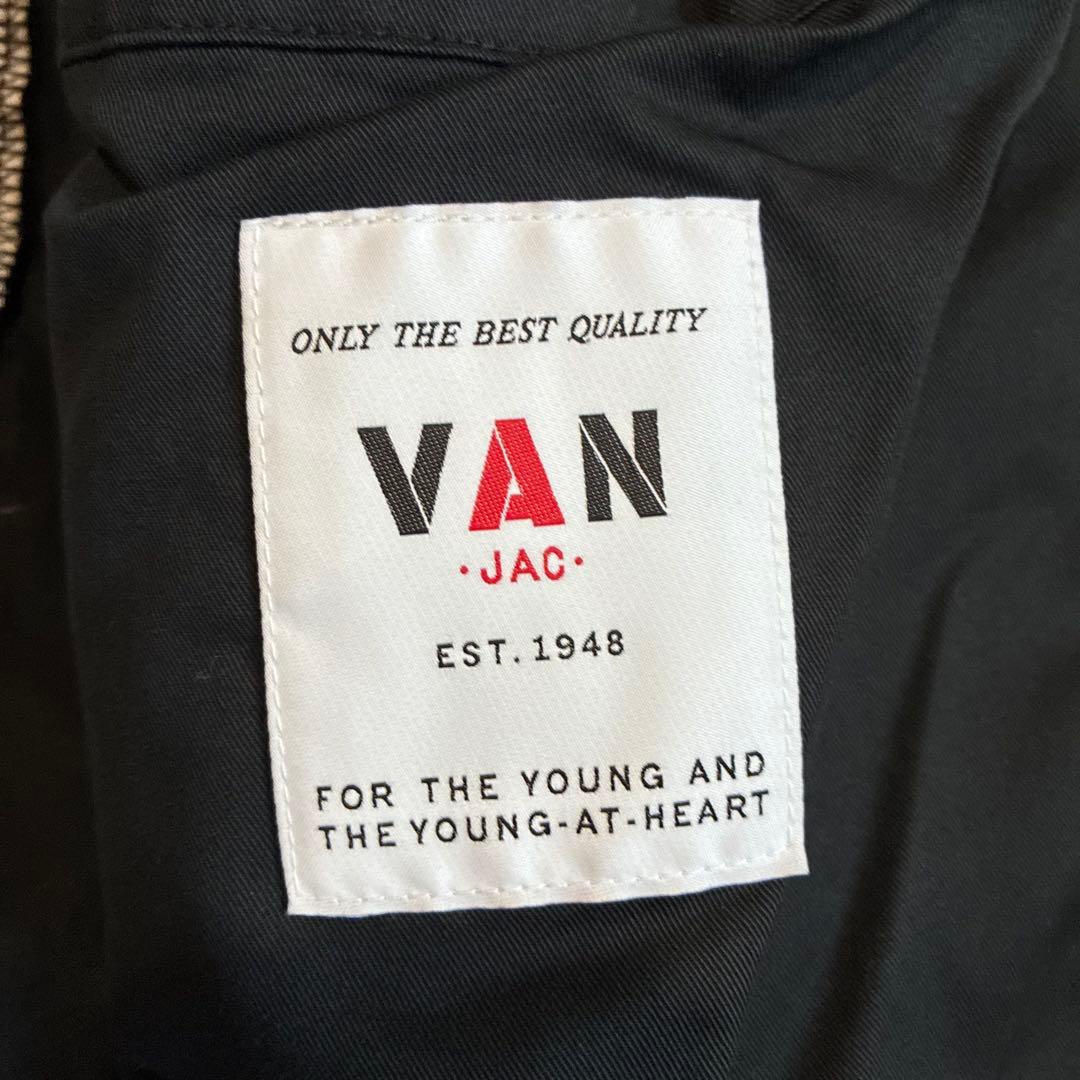 ONLY THE BEST QUALITY
VAN
·JAC·
EST. 1948
FOR THE YOUNG AND
THE YOUNG-AT-HEART